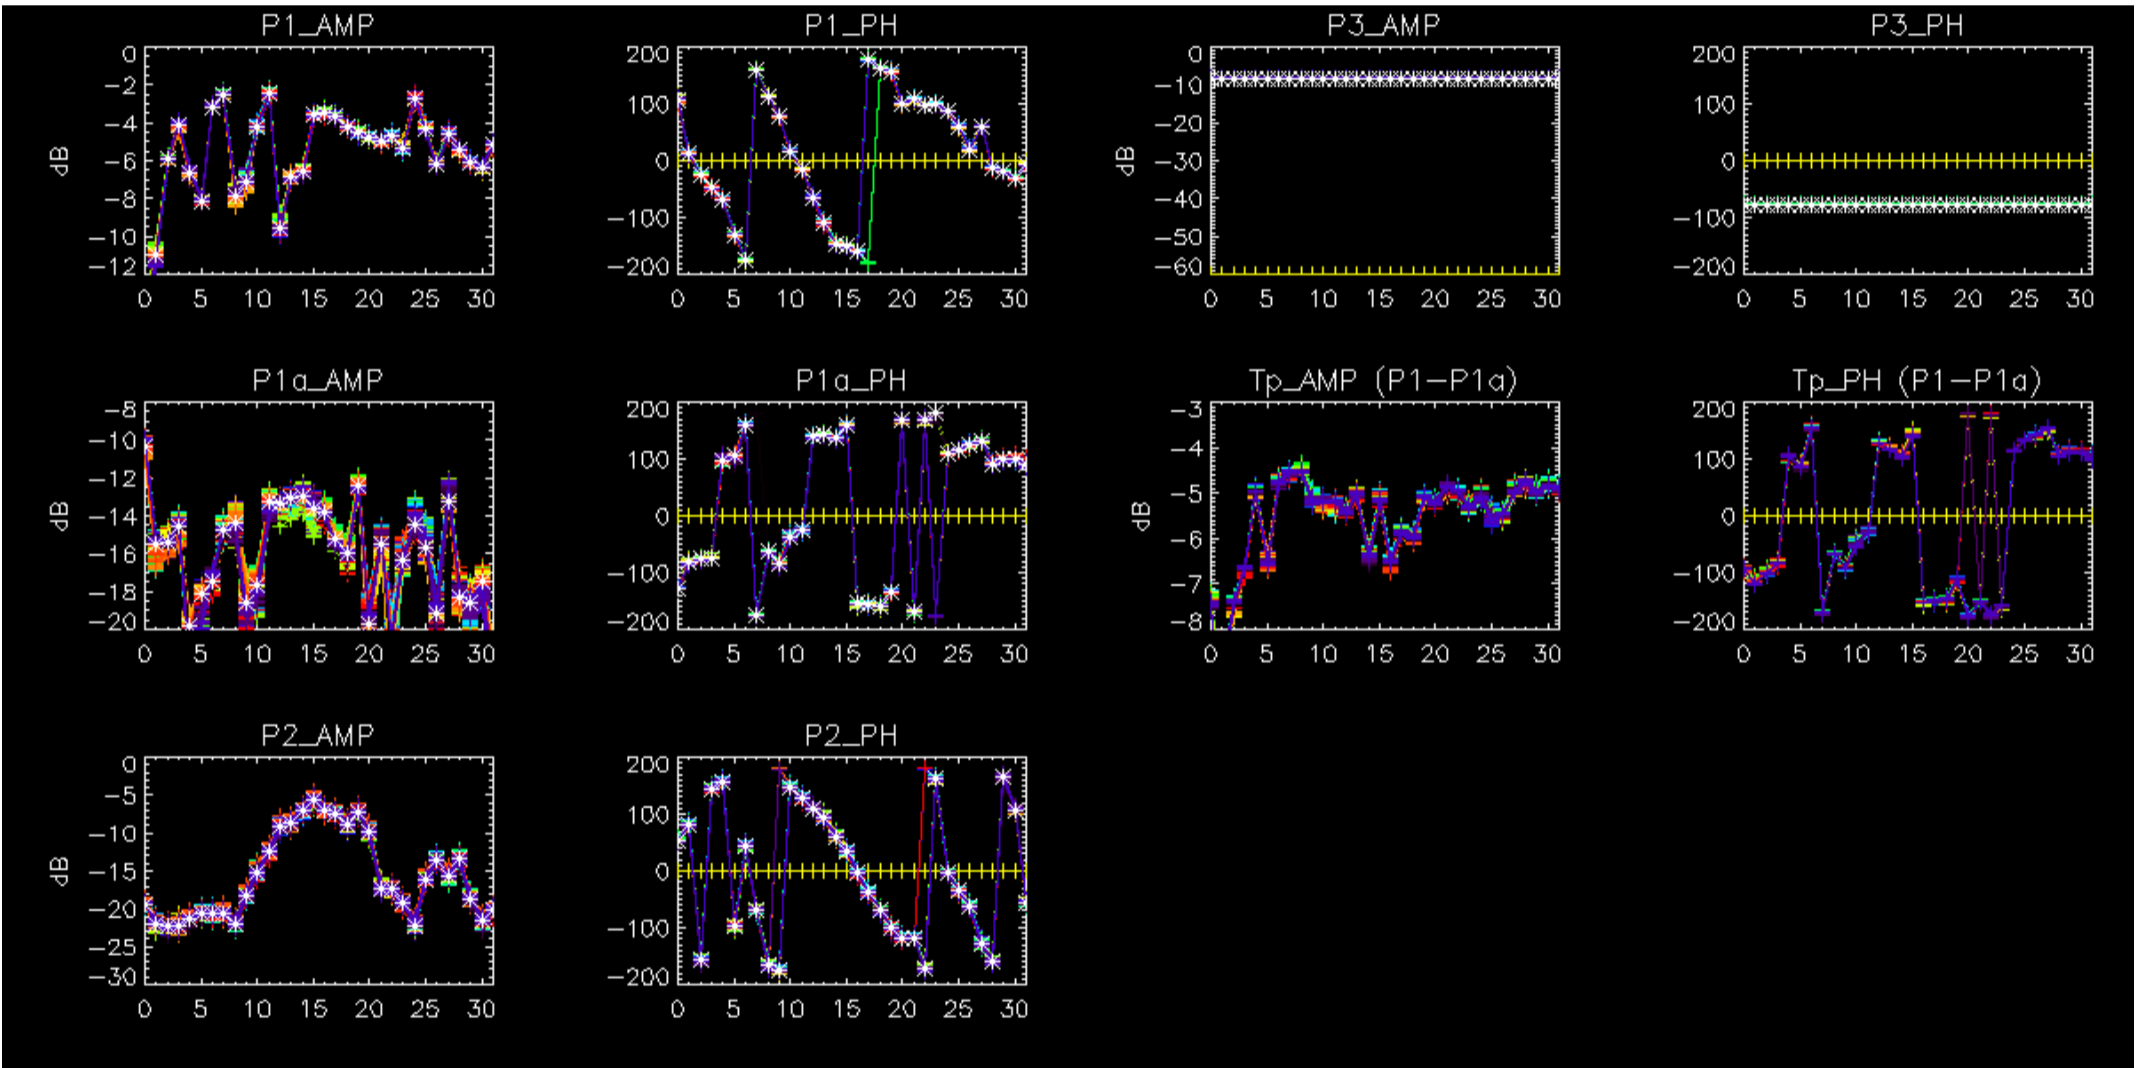 P1_AMP
dB
0
-2
-4
-6
-8
-10
-12
0 5 10 15 20 25 30
P1_PH
200
100
0
-100
-200
0 5 10 15 20 25 30
P3_AMP
dB
0
-10
-20
-30
-40
-50
-60
0 5 10 15 20 25 30
P3_PH
200
100
0
-100
-200
0 5 10 15 20 25 30
P1a_AMP
dB
-8
-10
-12
-14
-16
-18
-20
0 5 10 15 20 25 30
P1a_PH
200
100
0
-100
-200
0 5 10 15 20 25 30
Tp_AMP (P1-P1a)
dB
-3
-4
-5
-6
-7
-8
0 5 10 15 20 25 30
Tp_PH (P1-P1a)
200
100
0
-100
-200
0 5 10 15 20 25 30
P2_AMP
dB
0
-5
-10
-15
-20
-25
-30
0 5 10 15 20 25 30
P2_PH
200
100
0
-100
-200
0 5 10 15 20 25 30